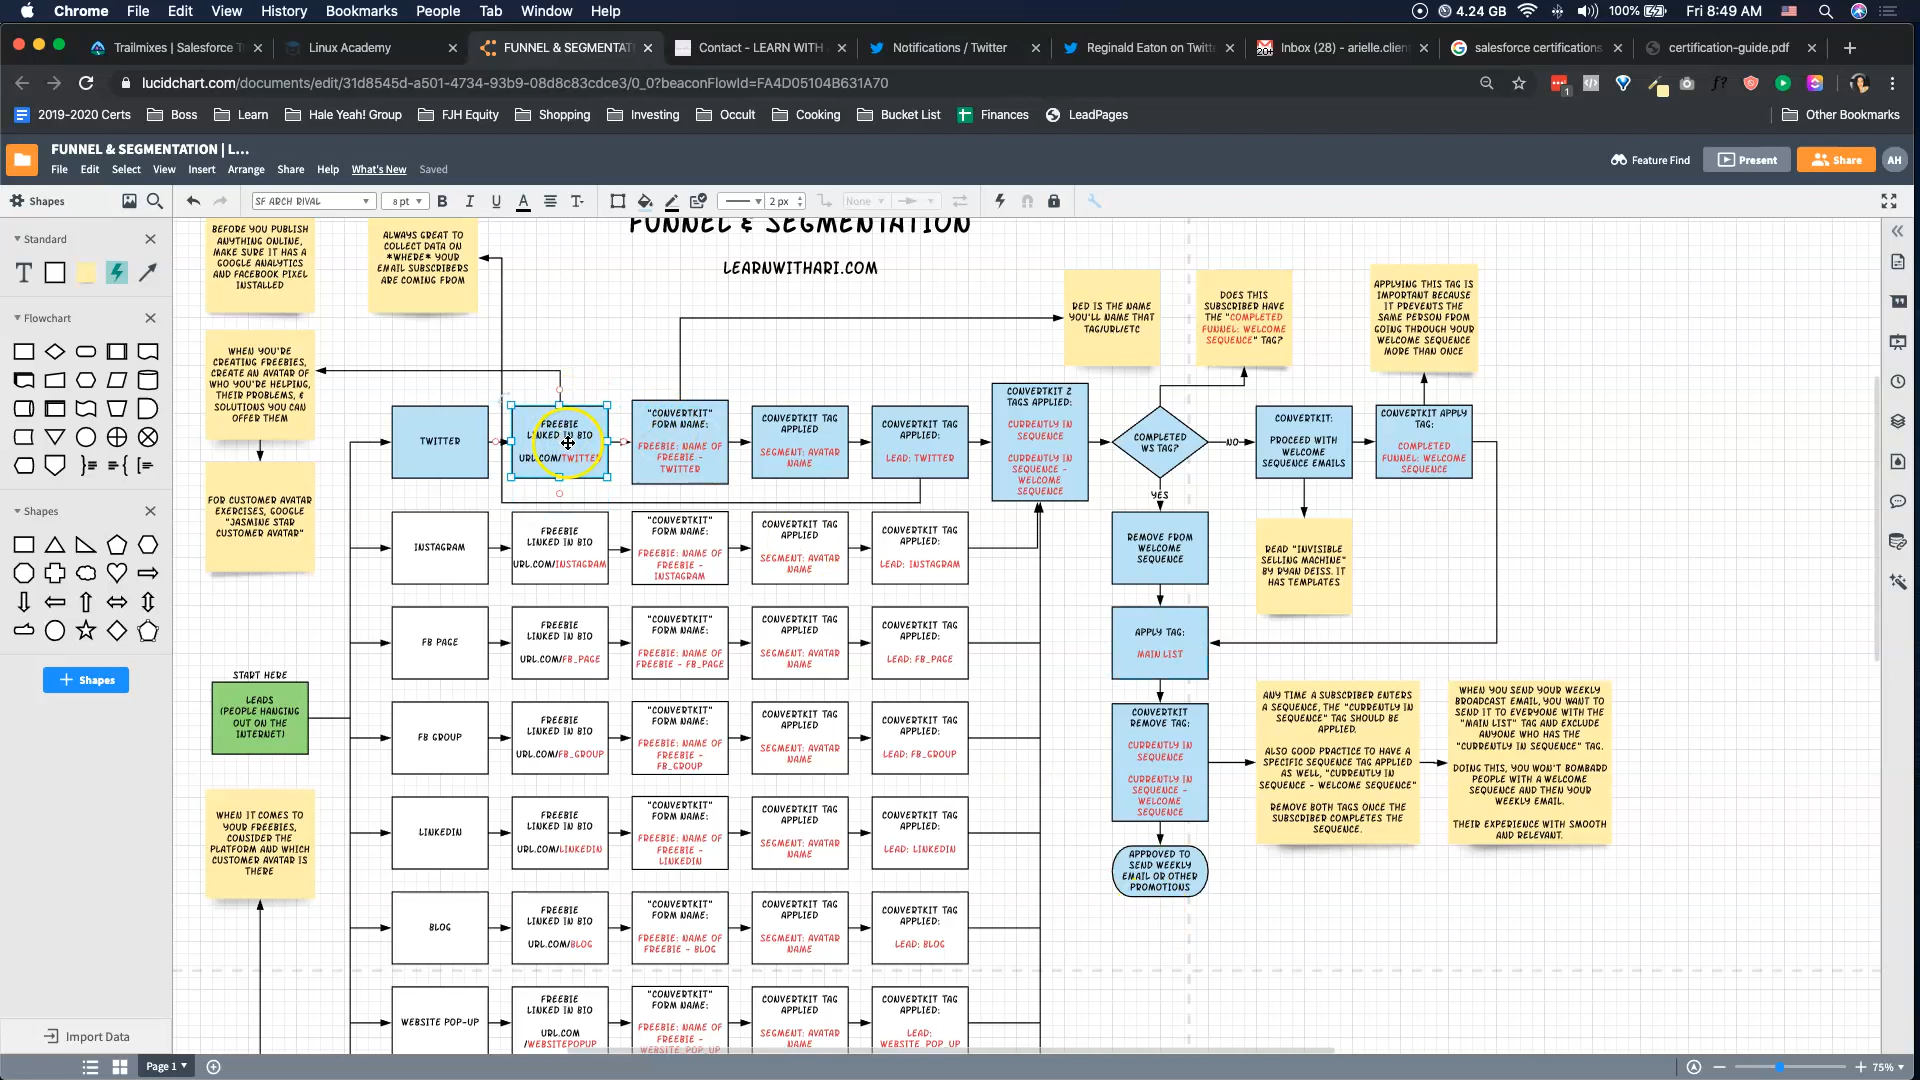 Chrome File Edit View History Bookmarks People Tab Window Help
4.24 GB 100% Fri 8:49 AM
Trailmixes | Salesforce T
Linux Academy
FUNNEL & SEGMENTAT
Contact - LEARN WITH
Notifications / Twitter
Reginald Eaton on Twitt
Inbox (28) - arielle.clien
salesforce certifications
certification-guide.pdf
lucidchart.com/documents/edit/31d8545d-a501-4734-93b9-08d8c83cdce3/0_0?beaconFlowId=FA4D05104B631A70
2019-2020 Certs Boss Learn Hale Yeah! Group FJH Equity Shopping Investing Occult Cooking Bucket List Finances LeadPages Other Bookmarks
FUNNEL & SEGMENTATION | L...
File Edit Select View Insert Arrange Share Help What's New Saved
Feature Find Present Share AH
Shapes
SF ARCH RIVAL 8 pt B I U A T 2 px None
Standard
T
Flowchart
Shapes
+ Shapes
Import Data
Page 1
75%
FUNNEL & SEGMENTATION
LEARNWITHARI.COM
BEFORE YOU PUBLISH
ANYTHING ONLINE,
MAKE SURE IT HAS A
GOOGLE ANALYTICS
AND FACEBOOK PIXEL
INSTALLED
ALWAYS GREAT TO
COLLECT DATA ON
*WHERE* YOUR
EMAIL SUBSCRIBERS
ARE COMING FROM
WHEN YOU'RE
CREATING FREEBIES,
CREATE AN AVATAR OF
WHO YOU'RE HELPING,
THEIR PROBLEMS, &
SOLUTIONS YOU CAN
OFFER THEM
FOR CUSTOMER AVATAR
EXERCISES, GOOGLE
"JASMINE STAR
CUSTOMER AVATAR"
START HERE
LEADS
(PEOPLE HANGING
OUT ON THE
INTERNET)
WHEN IT COMES TO
YOUR FREEBIES,
CONSIDER THE
PLATFORM AND WHICH
CUSTOMER AVATAR IS
THERE
RED IS THE NAME
YOU'LL NAME THAT
TAG/URL/ETC
DOES THIS
SUBSCRIBER HAVE
THE "COMPLETED
FUNNEL: WELCOME
SEQUENCE" TAG?
APPLYING THIS TAG IS
IMPORTANT BECAUSE
IT PREVENTS THE
SAME PERSON FROM
GOING THROUGH YOUR
WELCOME SEQUENCE
MORE THAN ONCE
TWITTER
FREEBIE
LINKED IN BIO
URL.COM/TWITTER
"CONVERTKIT"
FORM NAME:
FREEBIE: NAME OF
FREEBIE -
TWITTER
CONVERTKIT TAG
APPLIED
SEGMENT: AVATAR
NAME
CONVERTKIT TAG
APPLIED:
LEAD: TWITTER
CONVERTKIT 2
TAGS APPLIED:
CURRENTLY IN
SEQUENCE
CURRENTLY IN
SEQUENCE -
WELCOME
SEQUENCE
COMPLETED
WS TAG?
NO
YES
CONVERTKIT:
PROCEED WITH
WELCOME
SEQUENCE EMAILS
CONVERTKIT APPLY
TAG:
COMPLETED
FUNNEL: WELCOME
SEQUENCE
INSTAGRAM
FREEBIE
LINKED IN BIO
URL.COM/INSTAGRAM
"CONVERTKIT"
FORM NAME:
FREEBIE: NAME OF
FREEBIE -
INSTAGRAM
CONVERTKIT TAG
APPLIED
SEGMENT: AVATAR
NAME
CONVERTKIT TAG
APPLIED:
LEAD: INSTAGRAM
REMOVE FROM
WELCOME
SEQUENCE
READ "INVISIBLE
SELLING MACHINE"
BY RYAN DEISS. IT
HAS TEMPLATES
FB PAGE
FREEBIE
LINKED IN BIO
URL.COM/FB_PAGE
"CONVERTKIT"
FORM NAME:
FREEBIE: NAME OF
FREEBIE - FB_PAGE
CONVERTKIT TAG
APPLIED
SEGMENT: AVATAR
NAME
CONVERTKIT TAG
APPLIED:
LEAD: FB_PAGE
APPLY TAG:
MAIN LIST
FB GROUP
FREEBIE
LINKED IN BIO
URL.COM/FB_GROUP
"CONVERTKIT"
FORM NAME:
FREEBIE: NAME OF
FREEBIE -
FB_GROUP
CONVERTKIT TAG
APPLIED
SEGMENT: AVATAR
NAME
CONVERTKIT TAG
APPLIED:
LEAD: FB_GROUP
CONVERTKIT
REMOVE TAG:
CURRENTLY IN
SEQUENCE
CURRENTLY IN
SEQUENCE -
WELCOME
SEQUENCE
ANY TIME A SUBSCRIBER ENTERS
A SEQUENCE, THE "CURRENTLY IN
SEQUENCE" TAG SHOULD BE
APPLIED.
ALSO GOOD PRACTICE TO HAVE A
SPECIFIC SEQUENCE TAG APPLIED
AS WELL, "CURRENTLY IN
SEQUENCE - WELCOME SEQUENCE"
REMOVE BOTH TAGS ONCE THE
SUBSCRIBER COMPLETES THE
SEQUENCE.
WHEN YOU SEND YOUR WEEKLY
BROADCAST EMAIL, YOU WANT TO
SEND IT TO EVERYONE WITH THE
"MAIN LIST" TAG AND EXCLUDE
ANYONE WHO HAS THE
"CURRENTLY IN SEQUENCE" TAG.
DOING THIS, YOU WON'T BOMBARD
PEOPLE WITH A WELCOME
SEQUENCE AND THEN YOUR
WEEKLY EMAIL.
THEIR EXPERIENCE WITH SMOOTH
AND RELEVANT.
LINKEDIN
FREEBIE
LINKED IN BIO
URL.COM/LINKEDIN
"CONVERTKIT"
FORM NAME:
FREEBIE: NAME OF
FREEBIE -
LINKEDIN
CONVERTKIT TAG
APPLIED
SEGMENT: AVATAR
NAME
CONVERTKIT TAG
APPLIED:
LEAD: LINKEDIN
APPROVED TO
SEND WEEKLY
EMAIL OR OTHER
PROMOTIONS
BLOG
FREEBIE
LINKED IN BIO
URL.COM/BLOG
"CONVERTKIT"
FORM NAME:
FREEBIE: NAME OF
FREEBIE - BLOG
CONVERTKIT TAG
APPLIED
SEGMENT: AVATAR
NAME
CONVERTKIT TAG
APPLIED:
LEAD: BLOG
WEBSITE POP-UP
FREEBIE
LINKED IN BIO
URL.COM
/WEBSITEPOPUP
"CONVERTKIT"
FORM NAME:
FREEBIE: NAME OF
FREEBIE -
WEBSITE_POP_UP
CONVERTKIT TAG
APPLIED
SEGMENT: AVATAR
NAME
CONVERTKIT TAG
APPLIED:
LEAD:
WEBSITE_POP_UP